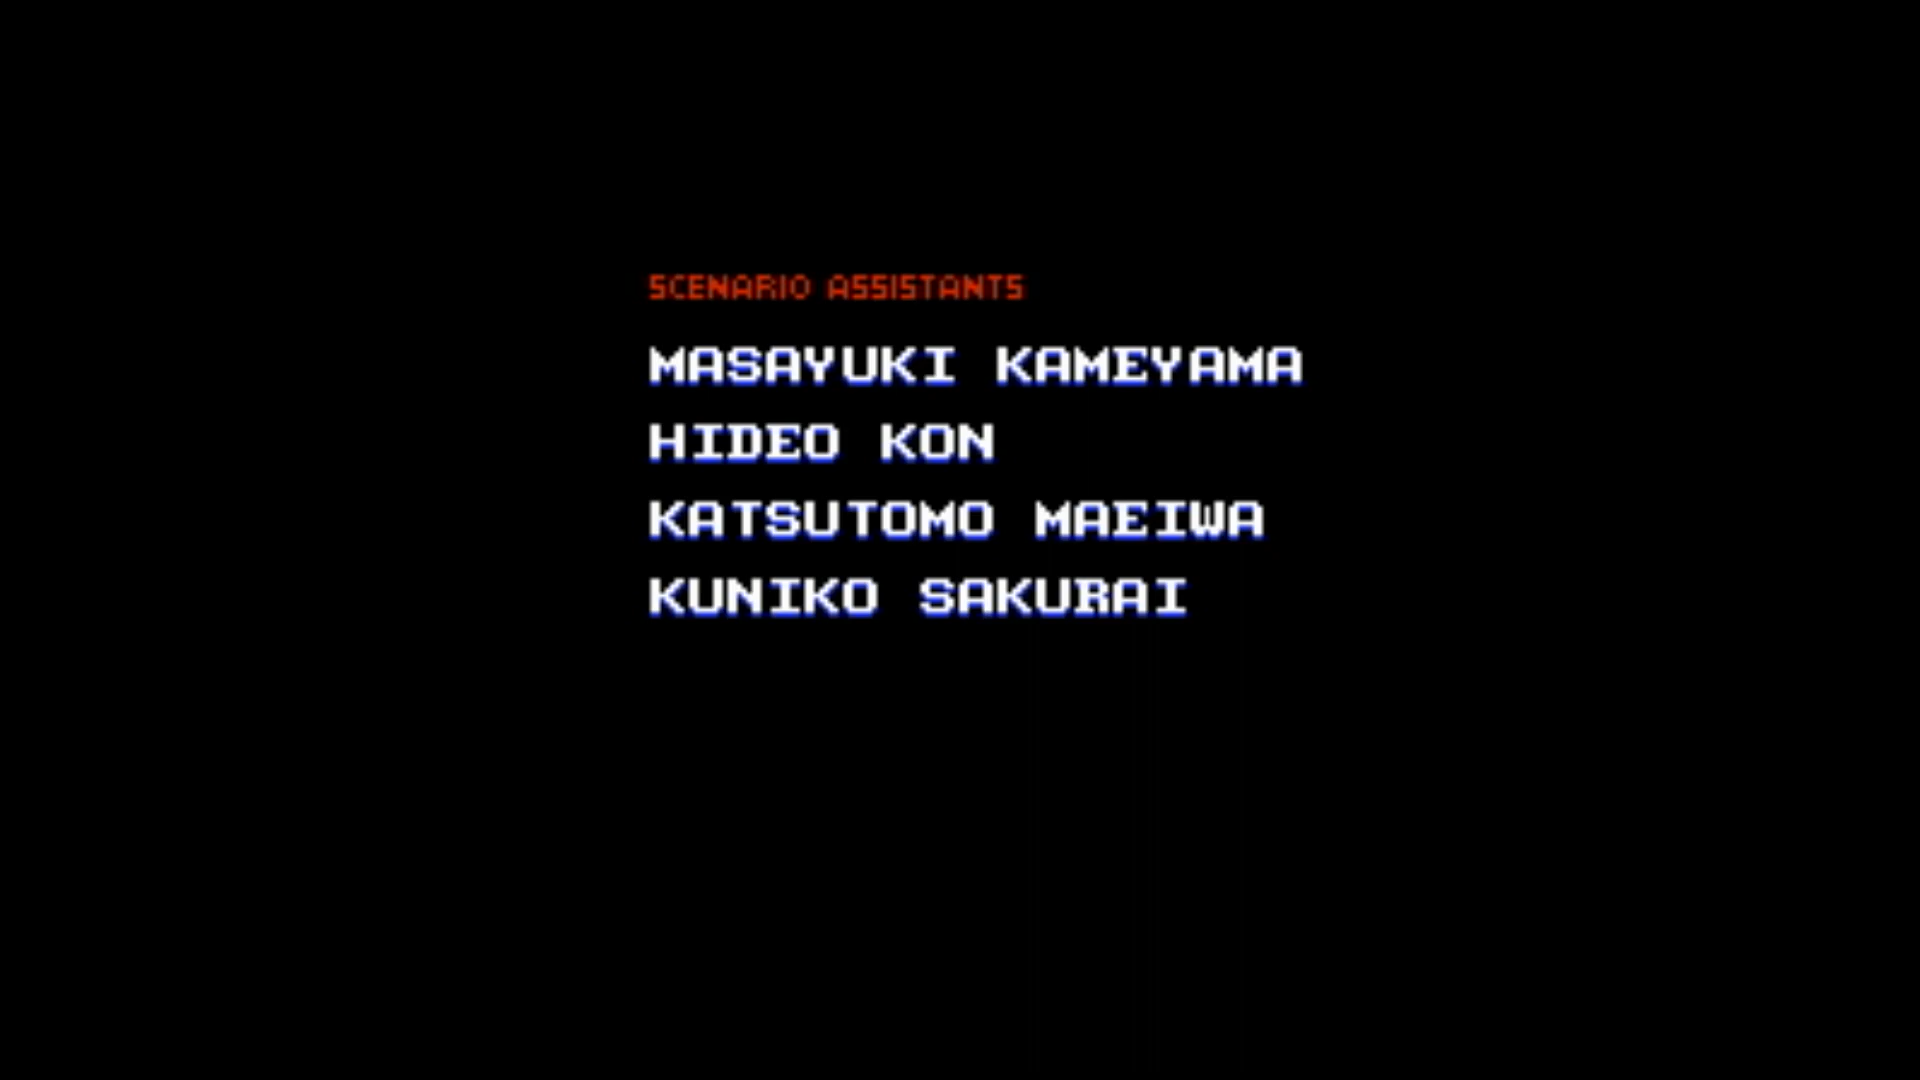 SCENARIO ASSISTANTS
MASAYUKI KAMEYAMA
HIDEO KON
KATSUTOMO MAEIWA
KUNIKO SAKURAI